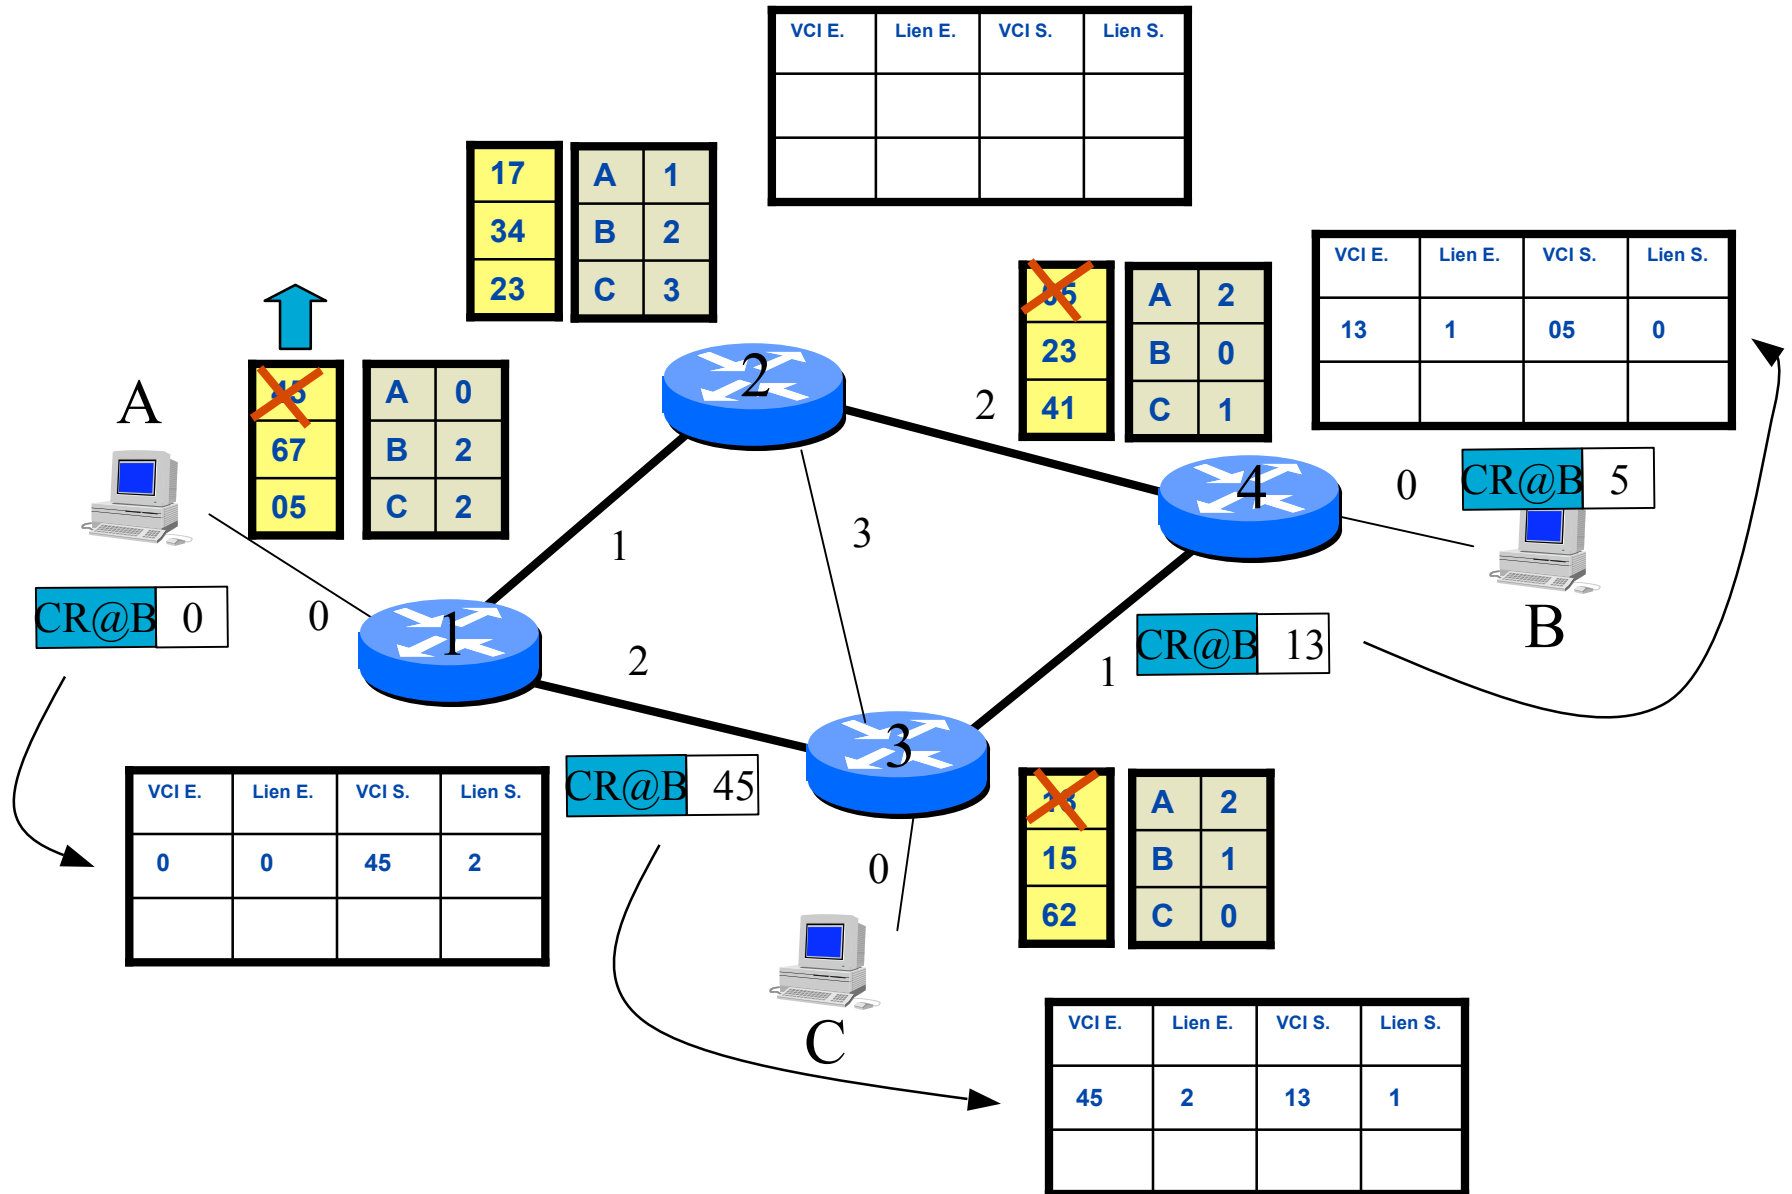 VCI E. Lien E. VCI S. Lien S.
17 A 1
34 B 2
23 C 3
VCI E. Lien E. VCI S. Lien S.
13 1 05 0
05 A 2
23 B 0
41 C 1
45 A 0
67 B 2
05 C 2
A
2
2
4
0
CR@B 5
B
1
3
CR@B 0
0
1
2
CR@B 13
1
3
CR@B 45
VCI E. Lien E. VCI S. Lien S.
0 0 45 2
13 A 2
15 B 1
62 C 0
0
C
VCI E. Lien E. VCI S. Lien S.
45 2 13 1